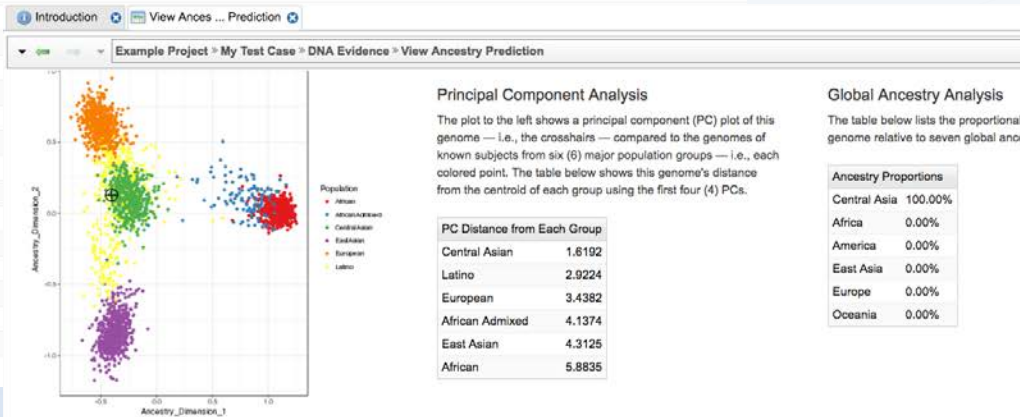 Introduction
View Ances ... Prediction
Example Project » My Test Case » DNA Evidence » View Ancestry Prediction
Principal Component Analysis
The plot to the left shows a principal component (PC) plot of this
genome — i.e., the crosshairs — compared to the genomes of
known subjects from six (6) major population groups — i.e., each
colored point. The table below shows this genome's distance
from the centroid of each group using the first four (4) PCs.
PC Distance from Each Group
Central Asian 1.6192
Latino 2.9224
European 3.4382
African Admixed 4.1374
East Asian 4.3125
African 5.8835
Global Ancestry Analysis
The table below lists the proportional
genome relative to seven global anc
Ancestry Proportions
Central Asia 100.00%
Africa 0.00%
America 0.00%
East Asia 0.00%
Europe 0.00%
Oceania 0.00%
Ancestry_Dimension_2
0.5
0.0
-0.5
-1.0
-0.5 0.0 0.5 1.0
Ancestry_Dimension_1
Population
African
AfricanAdmixed
CentralAsian
EastAsian
European
Latino